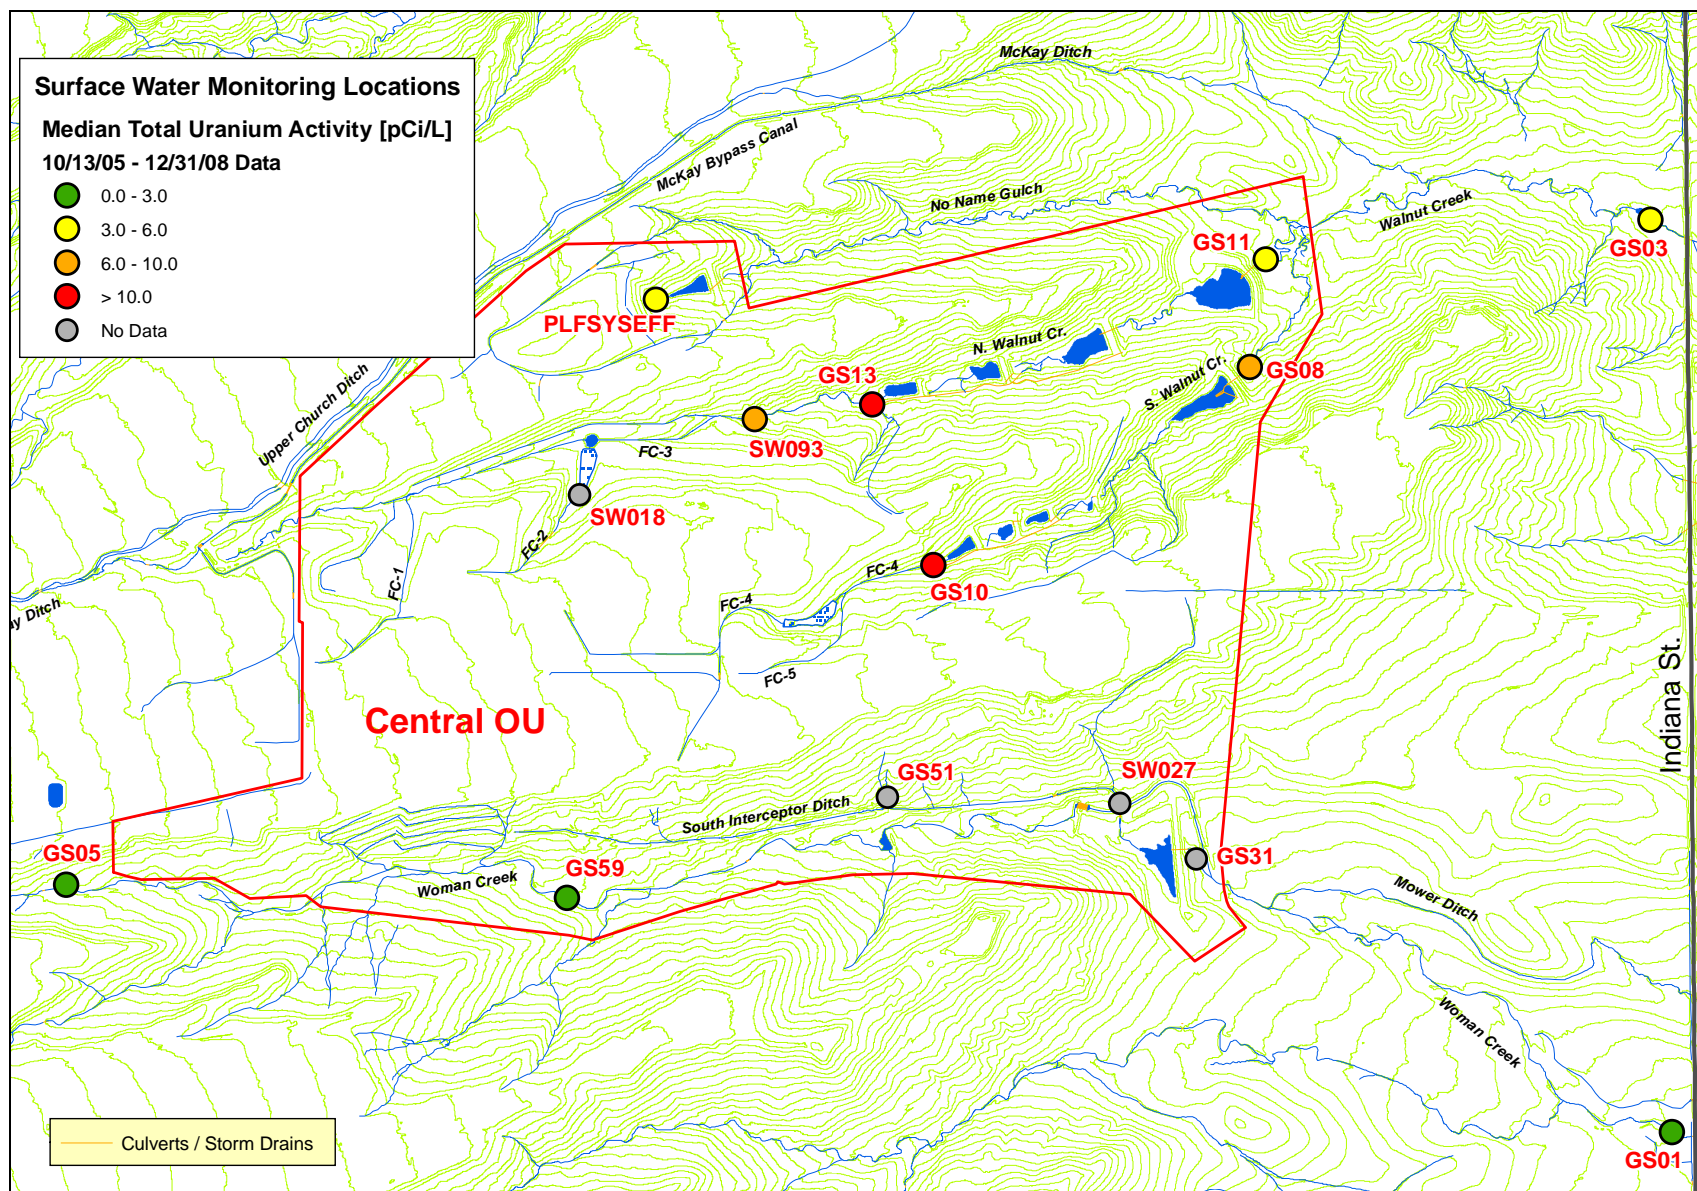 Surface Water Monitoring Locations
Median Total Uranium Activity [pCi/L]
10/13/05 - 12/31/08 Data
0.0 - 3.0
3.0 - 6.0
6.0 - 10.0
> 10.0
No Data
McKay Ditch
McKay Bypass Canal
No Name Gulch
Walnut Creek
GS03
GS11
PLFSYSEFF
N. Walnut Cr.
GS13
GS08
S. Walnut Cr.
Upper Church Ditch
SW093
FC-3
SW018
FC-2
FC-1
FC-4
GS10
FC-4
ay Ditch
FC-5
Indiana St.
Central OU
GS51
SW027
South Interceptor Ditch
GS05
GS59
Woman Creek
GS31
Mower Ditch
Woman Creek
Culverts / Storm Drains
GS01